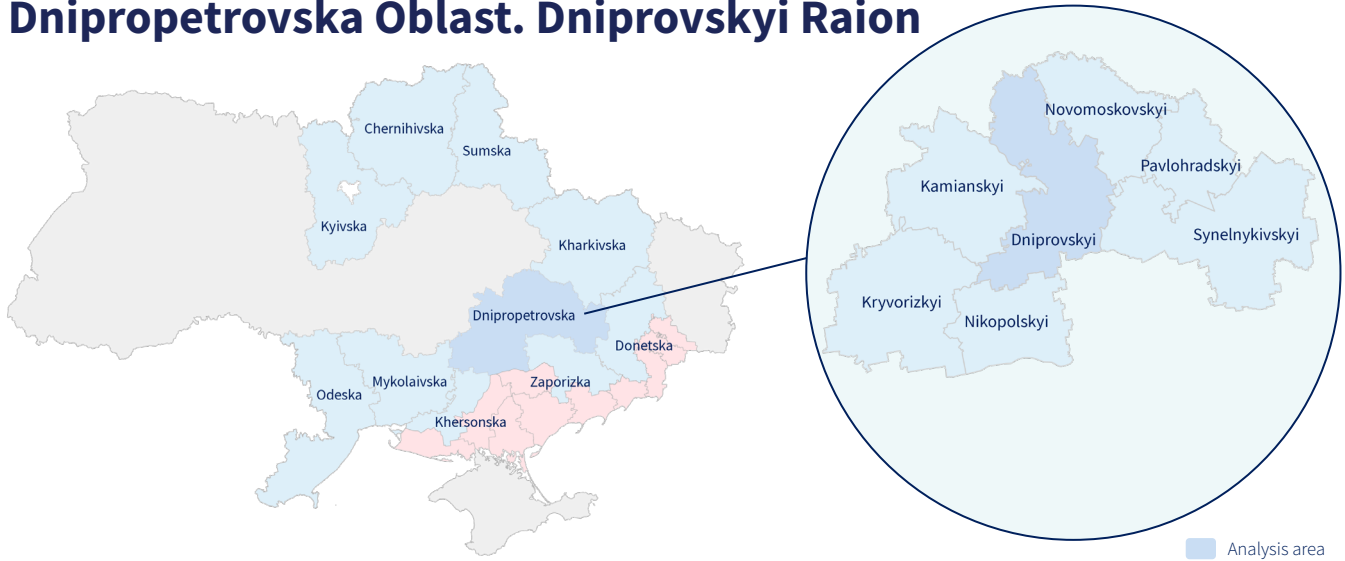 Dnipropetrovska Oblast. Dniprovskyi Raion
Chernihivska
Sumska
Kyivska
Kharkivska
Dnipropetrovska
Donetska
Zaporizka
Mykolaivska
Odeska
Khersonska
Novomoskovskyi
Pavlohradskyi
Kamianskyi
Synelnykivskyi
Dniprovskyi
Kryvorizkyi
Nikopolskyi
Analysis area